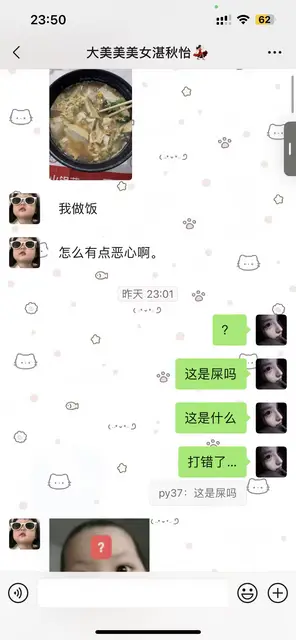 23:50
62
大美美美女湛秋怡
我做饭
怎么有点恶心啊。
昨天 23:01
？
这是屎吗
这是什么
打错了...
py37：这是屎吗
?